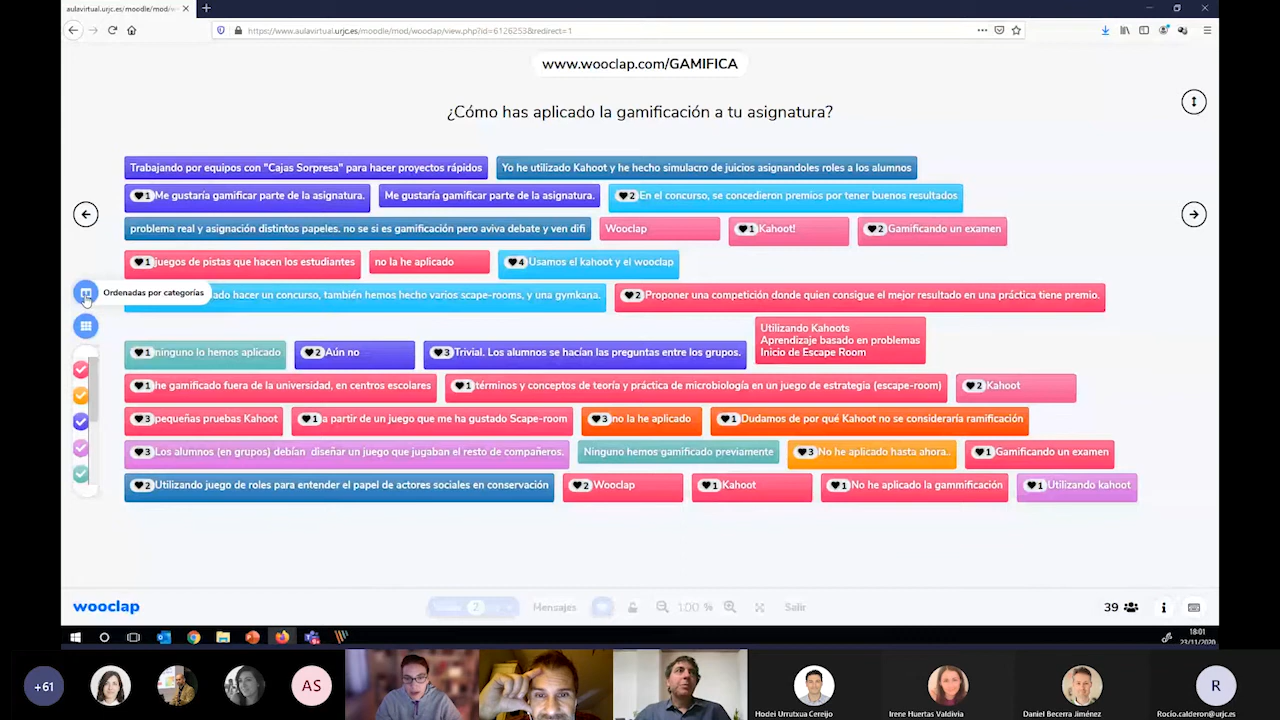 aulavirtual.urjc.es/moodle/mod/w
https://www.aulavirtual.urjc.es/moodle/mod/wooclap/view.php?id=6126253&redirect=1
www.wooclap.com/GAMIFICA
¿Cómo has aplicado la gamificación a tu asignatura?
Trabajando por equipos con "Cajas Sorpresa" para hacer proyectos rápidos
Yo he utilizado Kahoot y he hecho simulacro de juicios asignandoles roles a los alumnos
1 Me gustaría gamificar parte de la asignatura.
Me gustaría gamificar parte de la asignatura.
2 En el concurso, se concedieron premios por tener buenos resultados
problema real y asignación distintos papeles. no se si es gamificación pero aviva debate y ven difi
Wooclap
1 Kahoot!
2 Gamificando un examen
1 juegos de pistas que hacen los estudiantes
no la he aplicado
4 Usamos el kahoot y el wooclap
Ordenadas por categorías
ado hacer un concurso, también hemos hecho varios scape-rooms, y una gymkana.
2 Proponer una competición donde quien consigue el mejor resultado en una práctica tiene premio.
1 ninguno lo hemos aplicado
2 Aún no
3 Trivial. Los alumnos se hacían las preguntas entre los grupos.
Utilizando Kahoots
Aprendizaje basado en problemas
Inicio de Escape Room
1 he gamificado fuera de la universidad, en centros escolares
1 términos y conceptos de teoría y práctica de microbiología en un juego de estrategia (escape-room)
2 Kahoot
3 pequeñas pruebas Kahoot
1 a partir de un juego que me ha gustado Scape-room
3 no la he aplicado
1 Dudamos de por qué Kahoot no se consideraría ramificación
3 Los alumnos (en grupos) debían diseñar un juego que jugaban el resto de compañeros.
Ninguno hemos gamificado previamente
3 No he aplicado hasta ahora..
1 Gamificando un examen
2 Utilizando juego de roles para entender el papel de actores sociales en conservación
2 Wooclap
1 Kahoot
1 No he aplicado la gammificación
1 Utilizando kahoot
wooclap
2
Mensajes
100 %
Salir
39
18:01
23/11/2020
+61
AS
Hodei Urrutxua Cereijo
Irene Huertas Valdivia
Daniel Becerra Jiménez
R
Rocio.calderon@urjc.es